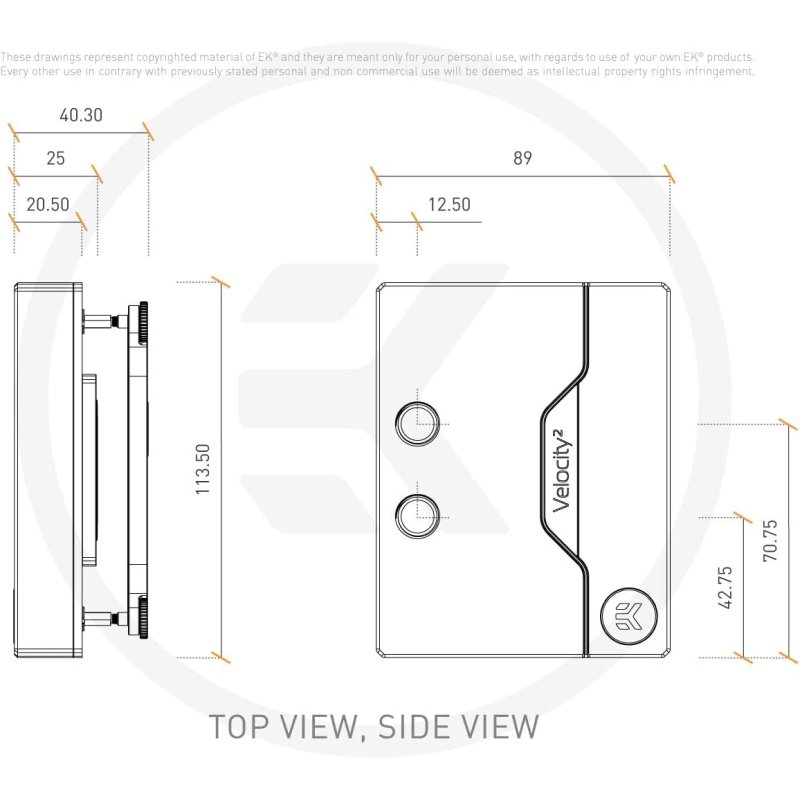 These drawings represent copyrighted material of EK® and they are meant only for your personal use, with regards to use of your own EK® products.
Every other use in contrary with previously stated personal and non commercial use will be deemed as intellectual property rights infringement.
40.30
25
20.50
89
12.50
113.50
Velocity²
70.75
42.75
EK
TOP VIEW, SIDE VIEW